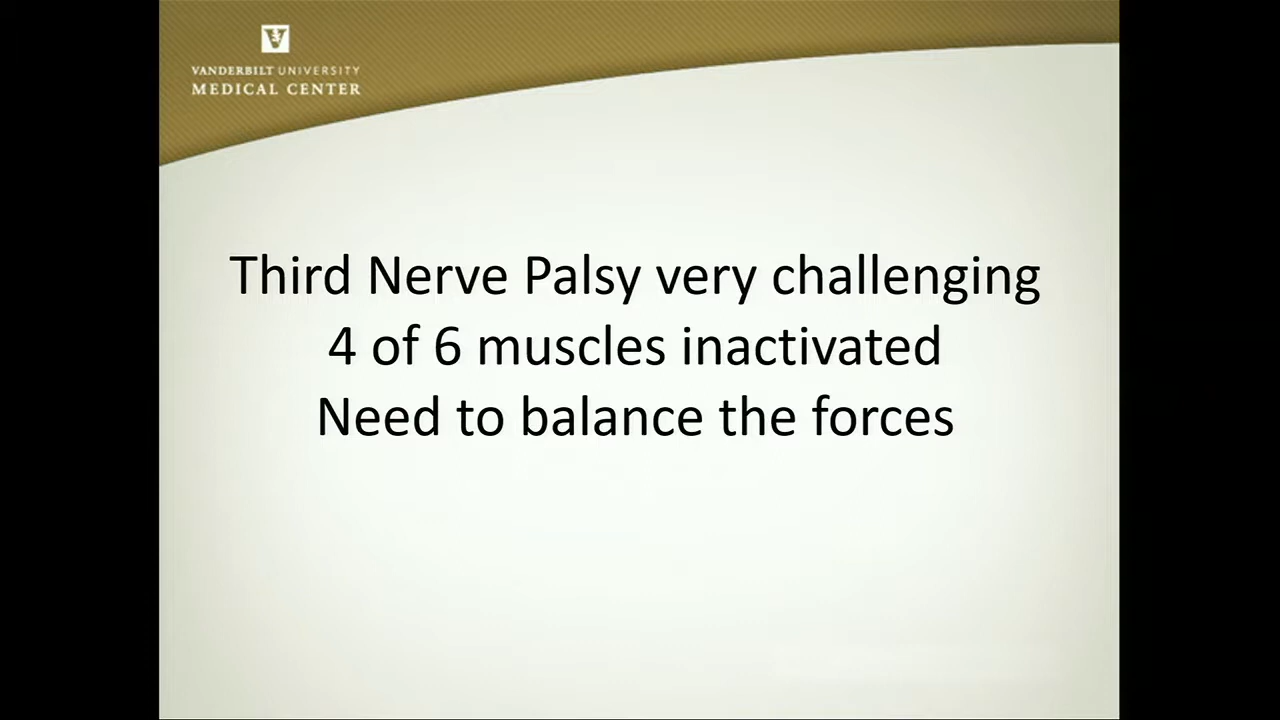 VANDERBILT UNIVERSITY
MEDICAL CENTER
Third Nerve Palsy very challenging
4 of 6 muscles inactivated
Need to balance the forces